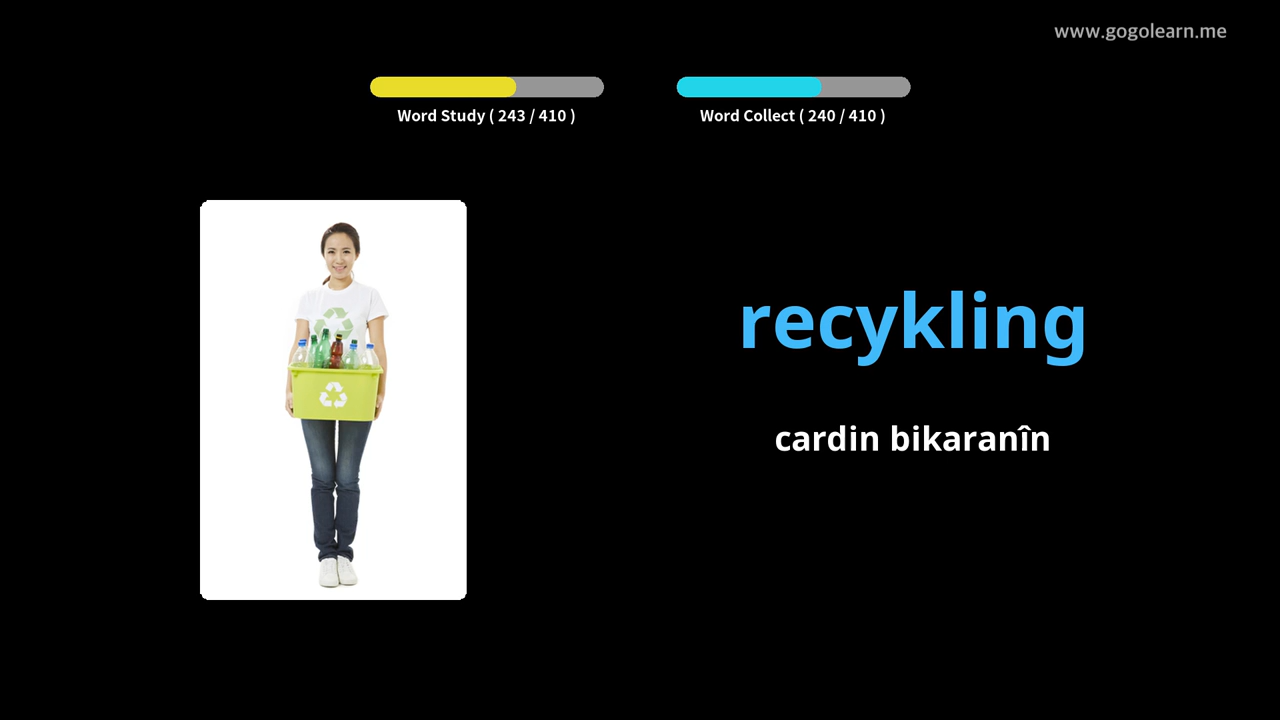 www.gogolearn.me
Word Study ( 243 / 410 )
Word Collect ( 240 / 410 )
recykling
cardin bikaranîn